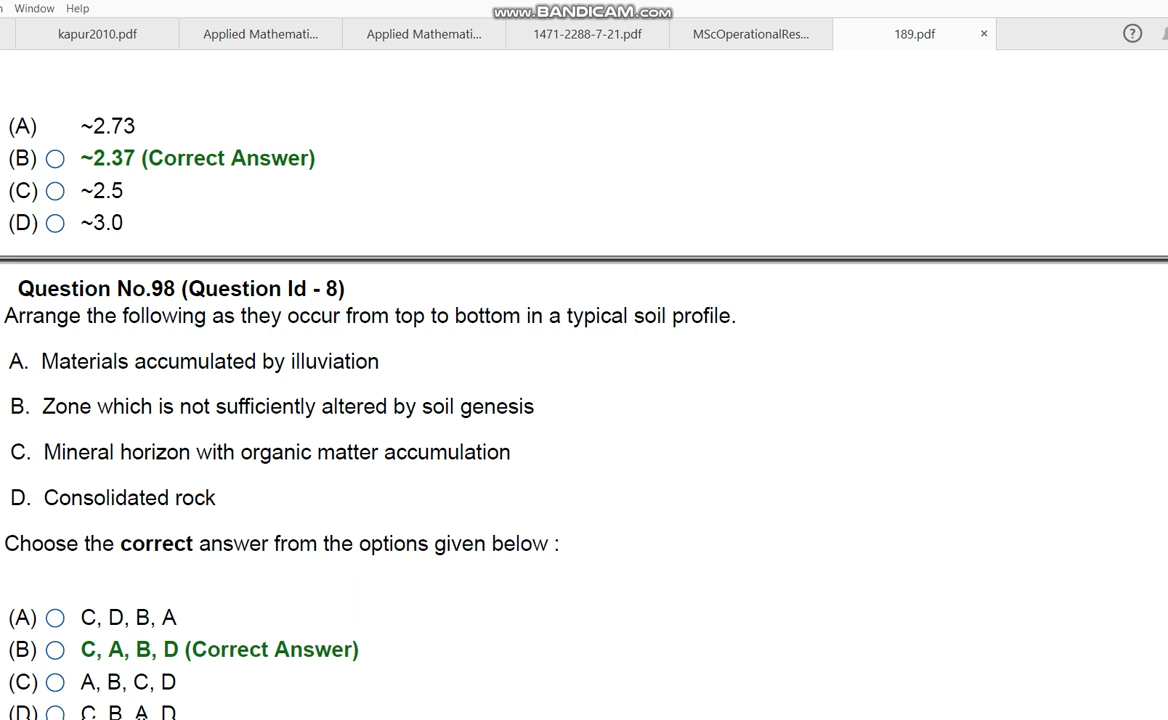 Window Help
www.BANDICAM.com
kapur2010.pdf Applied Mathemati... Applied Mathemati... 1471-2288-7-21.pdf MScOperationalRes... 189.pdf × ?
(A) ~2.73
(B) ~2.37 (Correct Answer)
(C) ~2.5
(D) ~3.0
Question No.98 (Question Id - 8)
Arrange the following as they occur from top to bottom in a typical soil profile.
A. Materials accumulated by illuviation
B. Zone which is not sufficiently altered by soil genesis
C. Mineral horizon with organic matter accumulation
D. Consolidated rock
Choose the correct answer from the options given below :
(A) C, D, B, A
(B) C, A, B, D (Correct Answer)
(C) A, B, C, D
(D) C, B, A, D